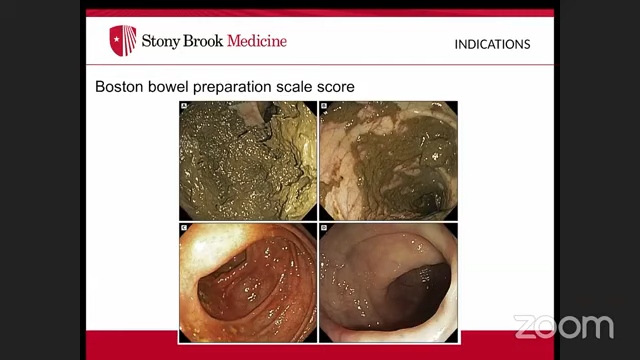 Stony Brook Medicine
INDICATIONS
Boston bowel preparation scale score
A
B
C
D
zoom